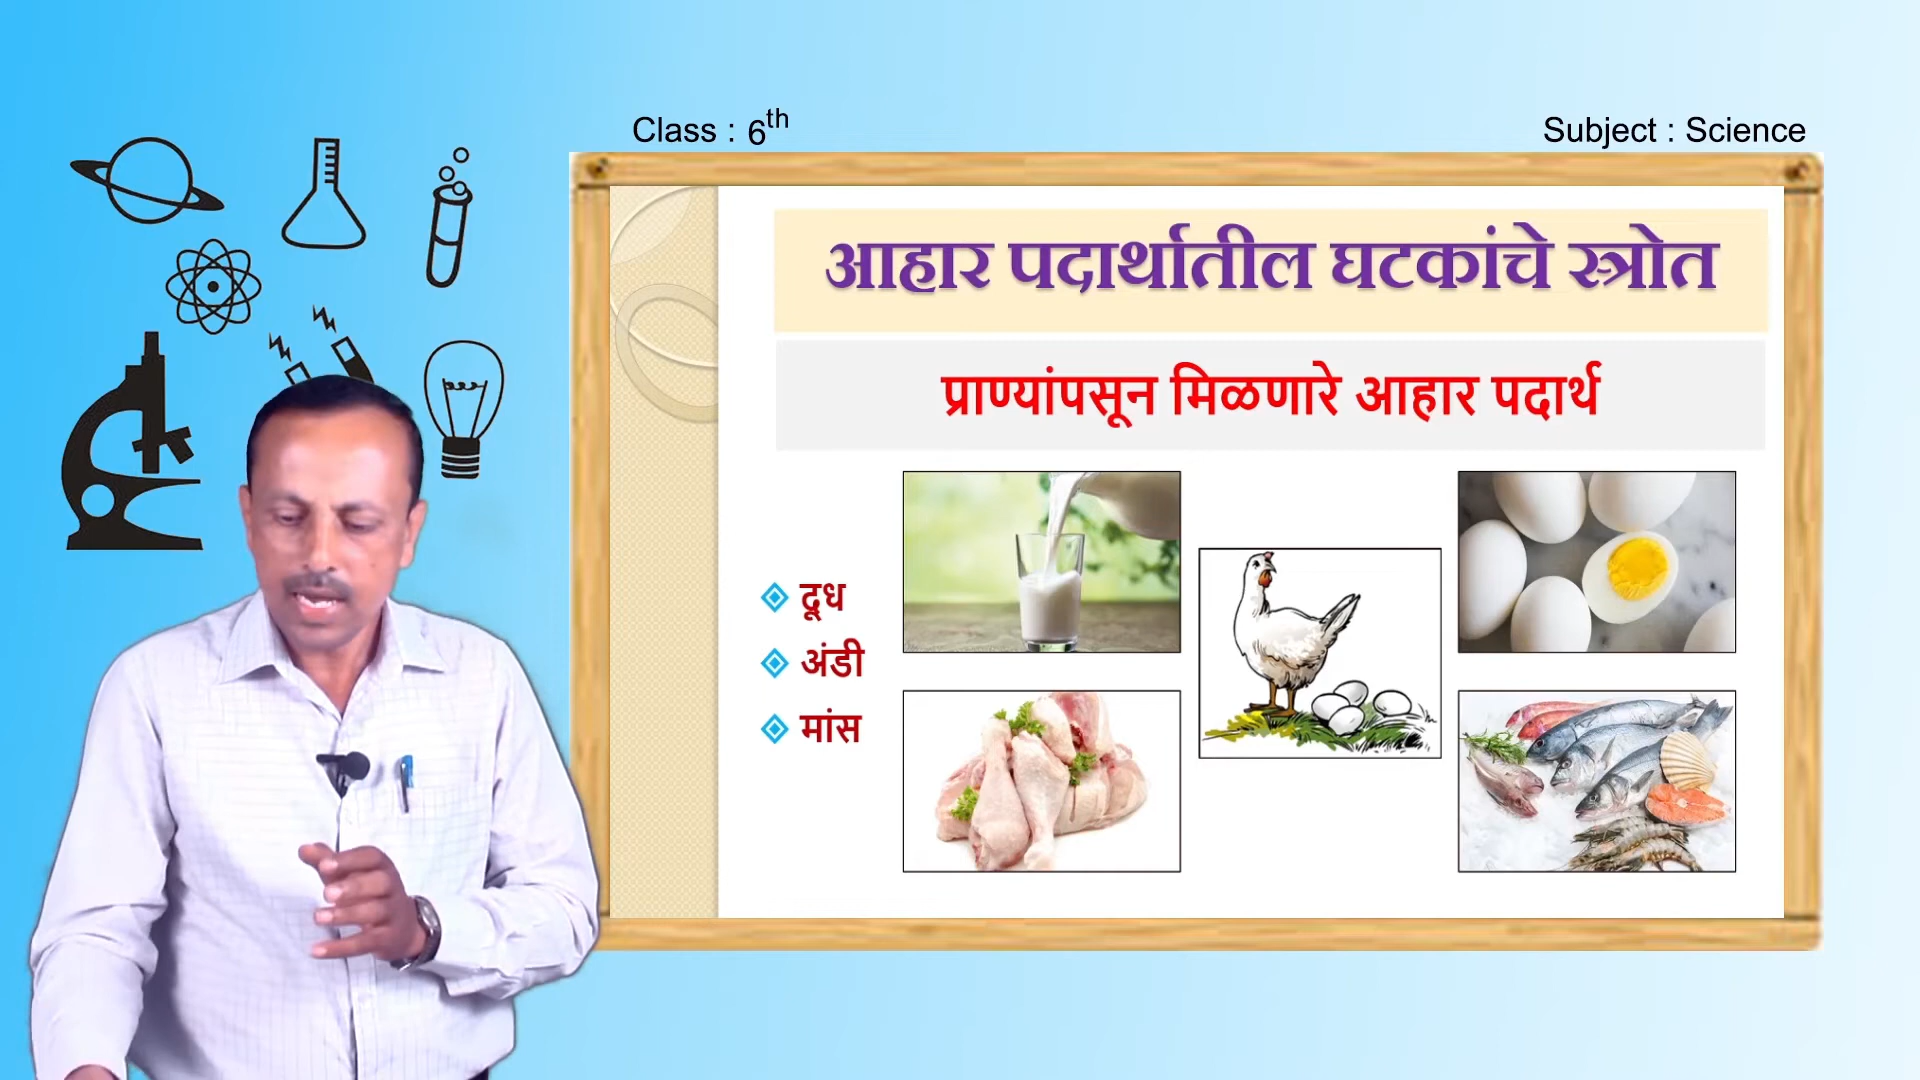 Class : 6th
Subject : Science
आहार पदार्थातील घटकांचे स्त्रोत
प्राण्यांपसून मिळणारे आहार पदार्थ
दूध
अंडी
मांस